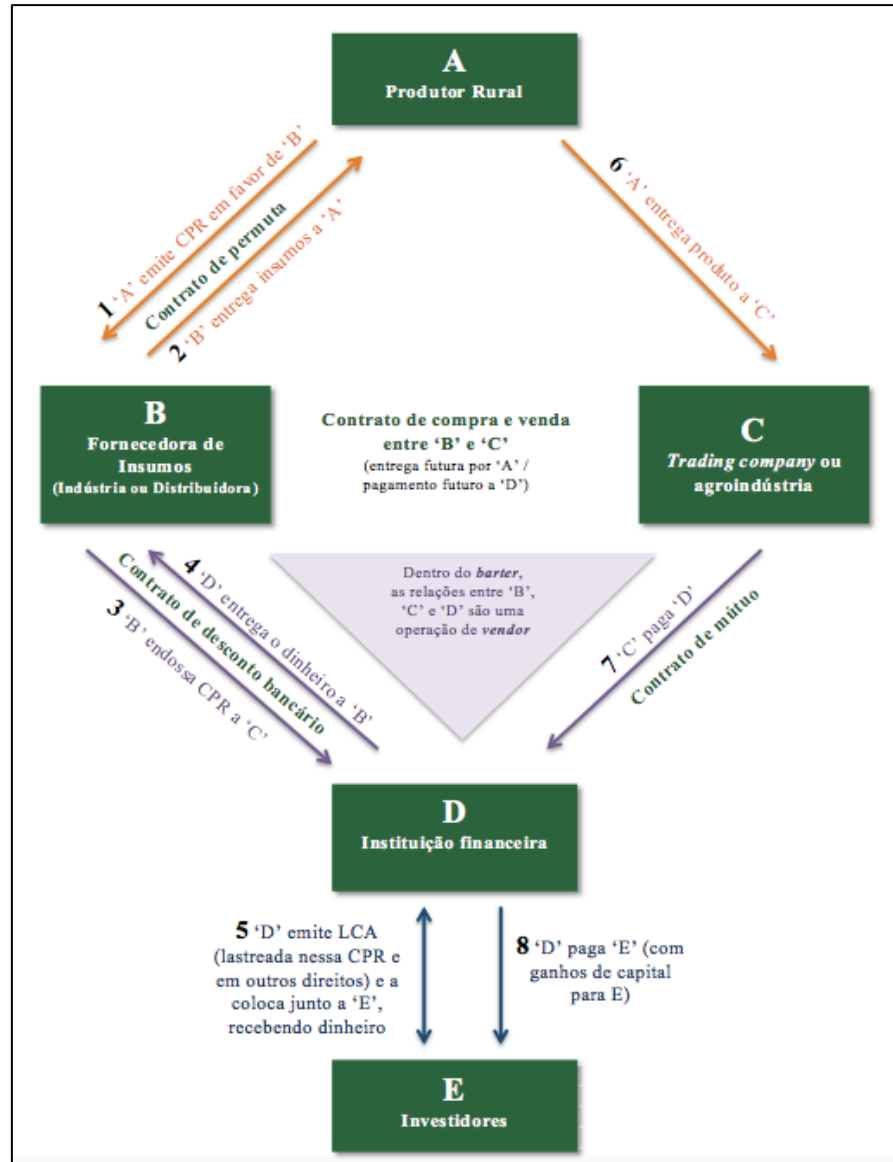 A
Produtor Rural
1 ‘A’ emite CPR em favor de ‘B’
Contrato de permuta
2 ‘B’ entrega insumos a ‘A’
6 ‘A’ entrega produto a ‘C’
B
Fornecedora de
Insumos
(Indústria ou Distribuidora)
Contrato de compra e venda
entre ‘B’ e ‘C’
(entrega futura por ‘A’ /
pagamento futuro a ‘D’)
C
Trading company ou
agroindústria
4 ‘D’ entrega o dinheiro a ‘B’
Contrato de desconto bancário
3 ‘B’ endossa CPR a ‘C’
Dentro do barter,
as relações entre ‘B’,
‘C’ e ‘D’ são uma
operação de vendor
7 ‘C’ paga ‘D’
Contrato de mútuo
D
Instituição financeira
5 ‘D’ emite LCA
(lastreada nessa CPR e
em outros direitos) e a
coloca junto a ‘E’,
recebendo dinheiro
8 ‘D’ paga ‘E’ (com
ganhos de capital
para E)
E
Investidores